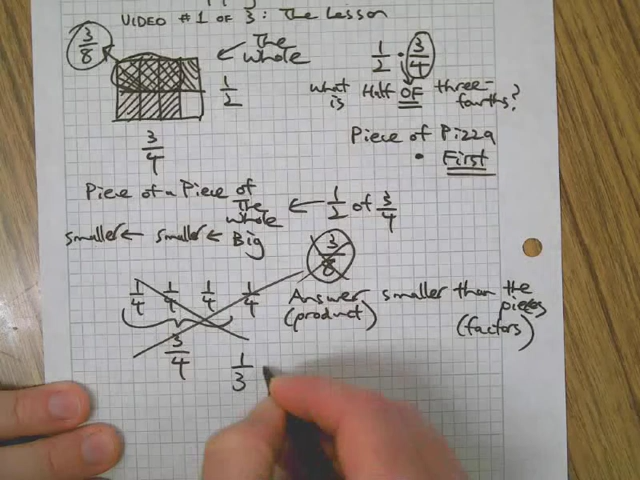 VIDEO #1 OF 3: The Lesson
3/8
The whole
1/2
3/4
1/2 · 3/4
what is Half OF three-fourths?
Piece of Pizza
• First
Piece of a Piece of The whole ← 1/2 of 3/4
smaller ← smaller ← Big
3/8
1/4 1/4 1/4 1/4
Answer smaller than the pieces
(product) (factors)
3/4
1/3